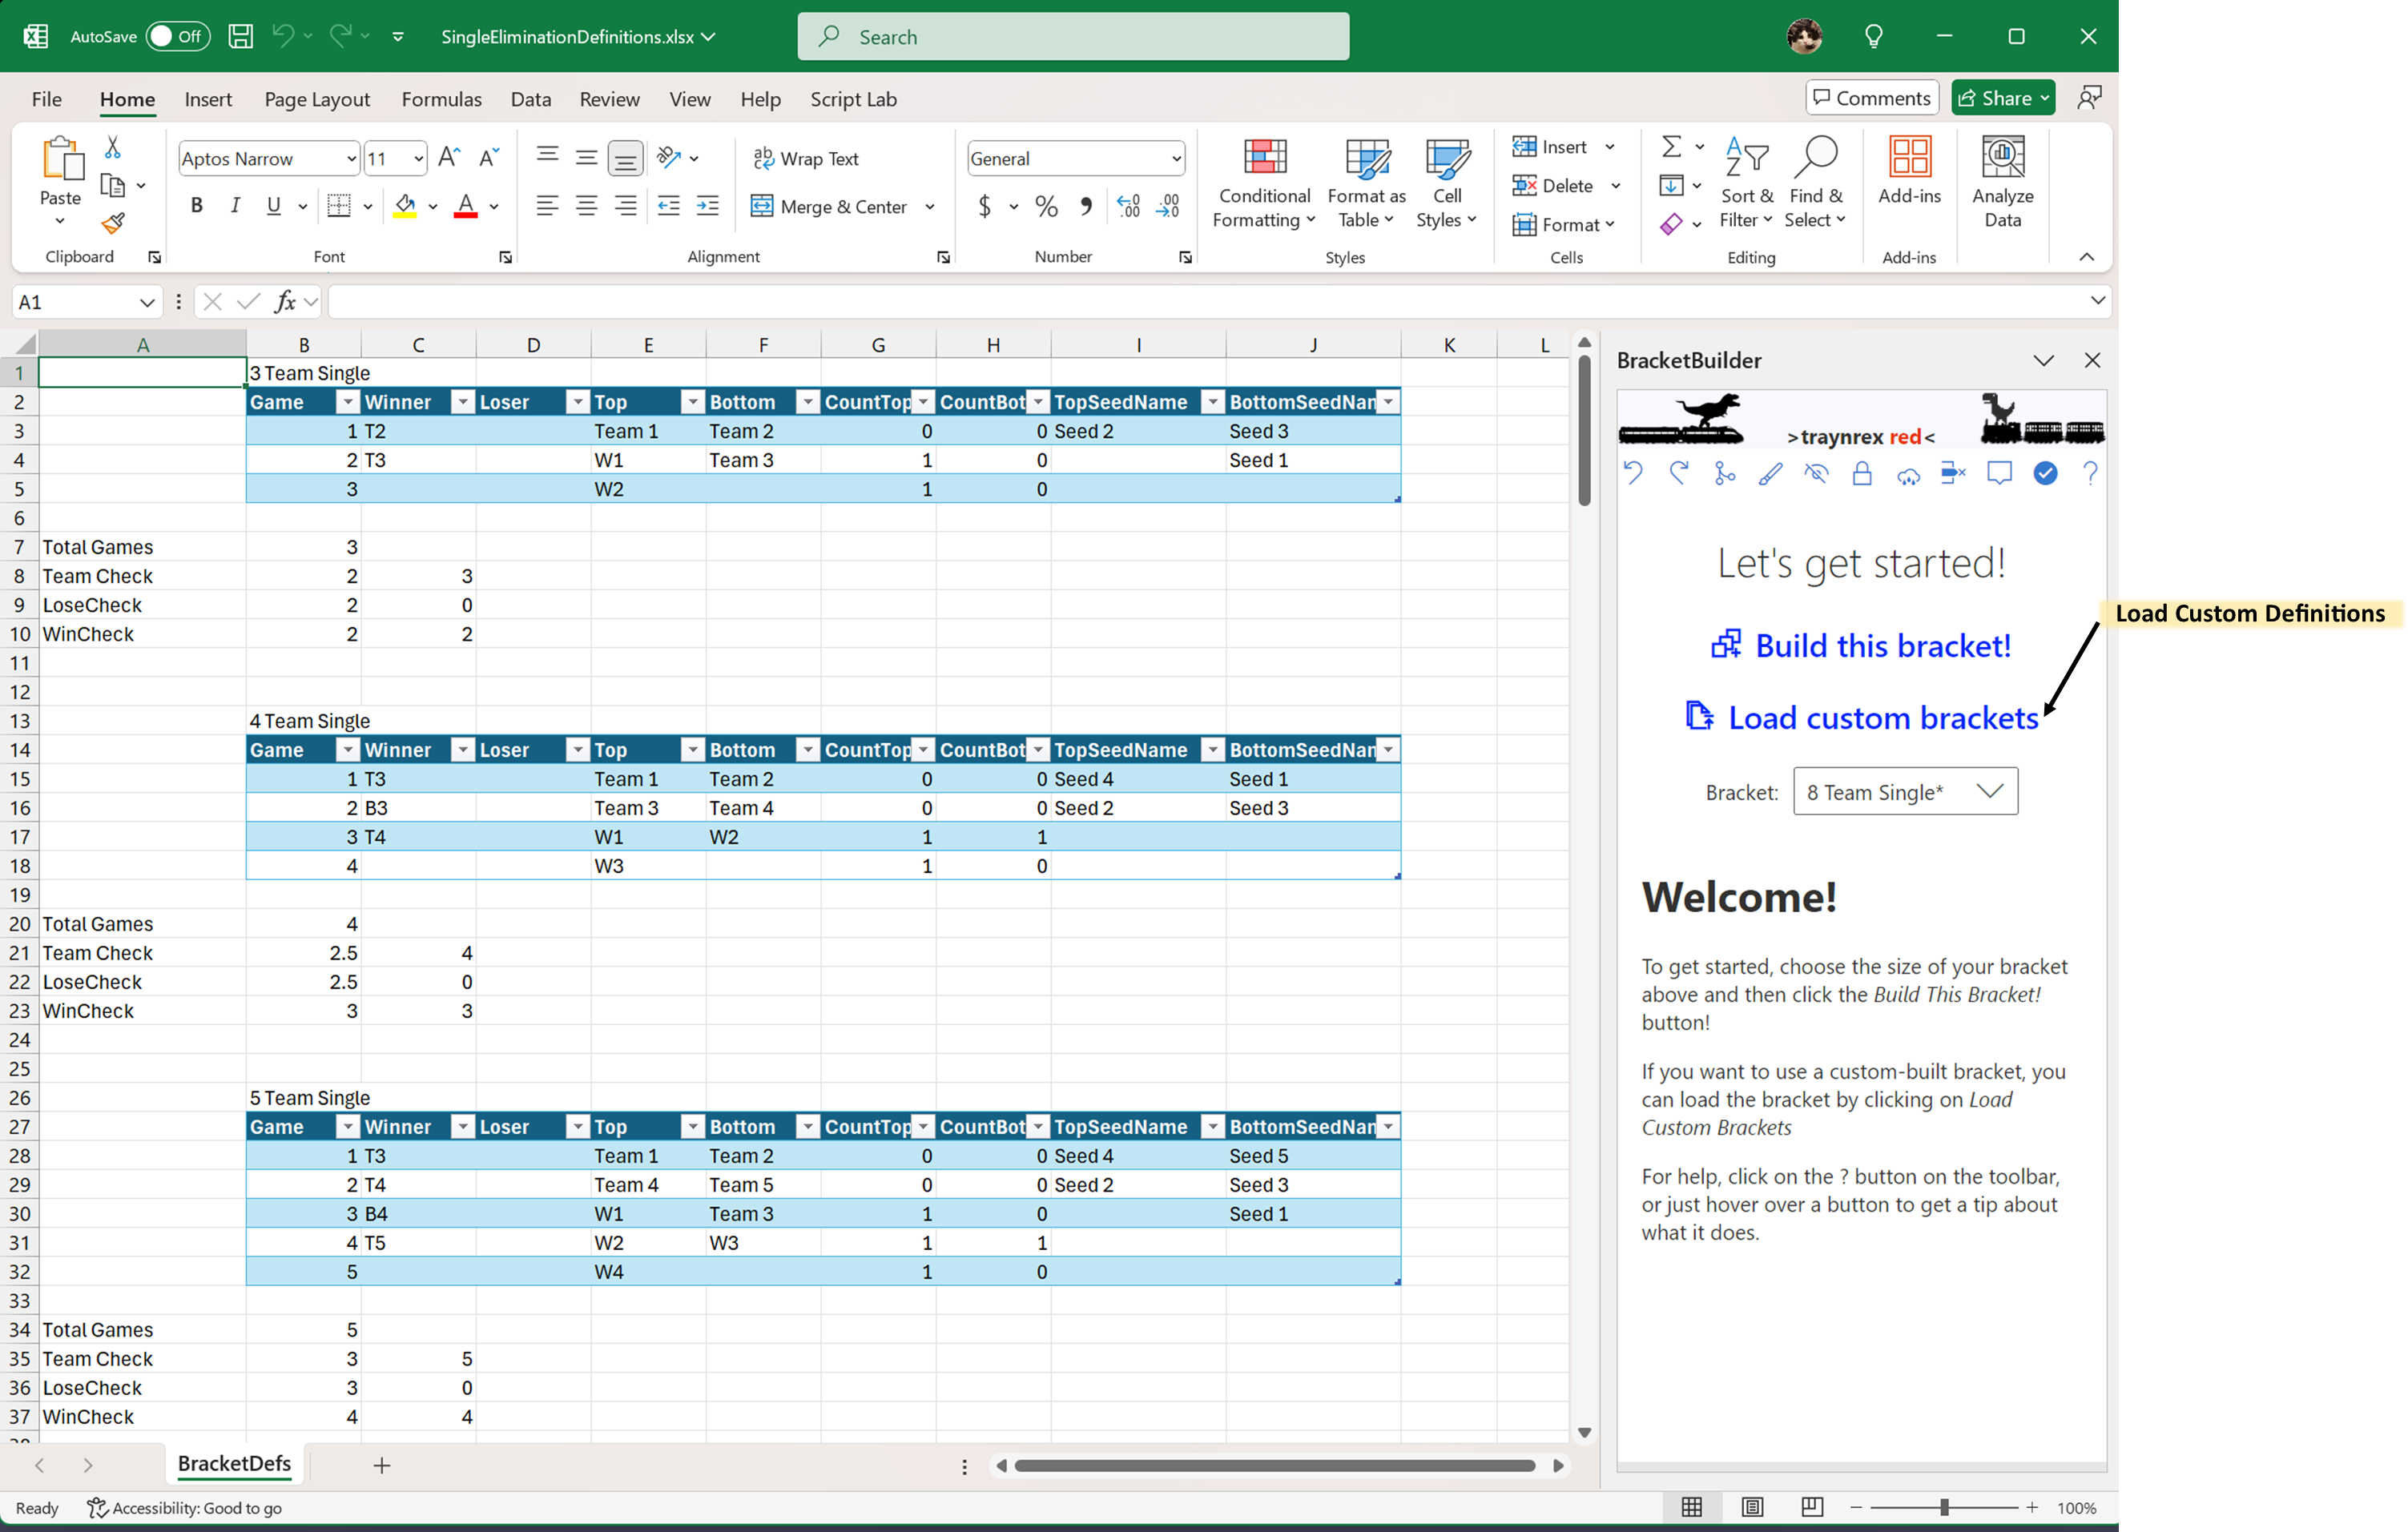 AutoSave Off SingleEliminationDefinitions.xlsx Search
File Home Insert Page Layout Formulas Data Review View Help Script Lab Comments Share
Paste
Clipboard
Aptos Narrow 11
B I U
Font
Wrap Text
Merge & Center
Alignment
General
$ % 9 .00 .00
Number
Conditional Formatting
Format as Table
Cell Styles
Styles
Insert
Delete
Format
Cells
Sort & Filter
Find & Select
Editing
Add-ins
Add-ins
Analyze Data
A1 fx
A B C D E F G H I J K L
1 3 Team Single
2 Game Winner Loser Top Bottom CountTop CountBot TopSeedName BottomSeedNan
3 1 T2 Team 1 Team 2 0 0 Seed 2 Seed 3
4 2 T3 W1 Team 3 1 0 Seed 1
5 3 W2 1 0
6
7 Total Games 3
8 Team Check 2 3
9 LoseCheck 2 0
10 WinCheck 2 2
11
12
13 4 Team Single
14 Game Winner Loser Top Bottom CountTop CountBot TopSeedName BottomSeedNan
15 1 T3 Team 1 Team 2 0 0 Seed 4 Seed 1
16 2 B3 Team 3 Team 4 0 0 Seed 2 Seed 3
17 3 T4 W1 W2 1 1
18 4 W3 1 0
19
20 Total Games 4
21 Team Check 2.5 4
22 LoseCheck 2.5 0
23 WinCheck 3 3
24
25
26 5 Team Single
27 Game Winner Loser Top Bottom CountTop CountBot TopSeedName BottomSeedNan
28 1 T3 Team 1 Team 2 0 0 Seed 4 Seed 5
29 2 T4 Team 4 Team 5 0 0 Seed 2 Seed 3
30 3 B4 W1 Team 3 1 0 Seed 1
31 4 T5 W2 W3 1 1
32 5 W4 1 0
33
34 Total Games 5
35 Team Check 3 5
36 LoseCheck 3 0
37 WinCheck 4 4
BracketDefs
Ready Accessibility: Good to go 100%
BracketBuilder
>traynrex red<
Let's get started!
Build this bracket!
Load custom brackets
Bracket: 8 Team Single*
Welcome!
To get started, choose the size of your bracket
above and then click the Build This Bracket!
button!
If you want to use a custom-built bracket, you
can load the bracket by clicking on Load
Custom Brackets
For help, click on the ? button on the toolbar,
or just hover over a button to get a tip about
what it does.
Load Custom Definitions